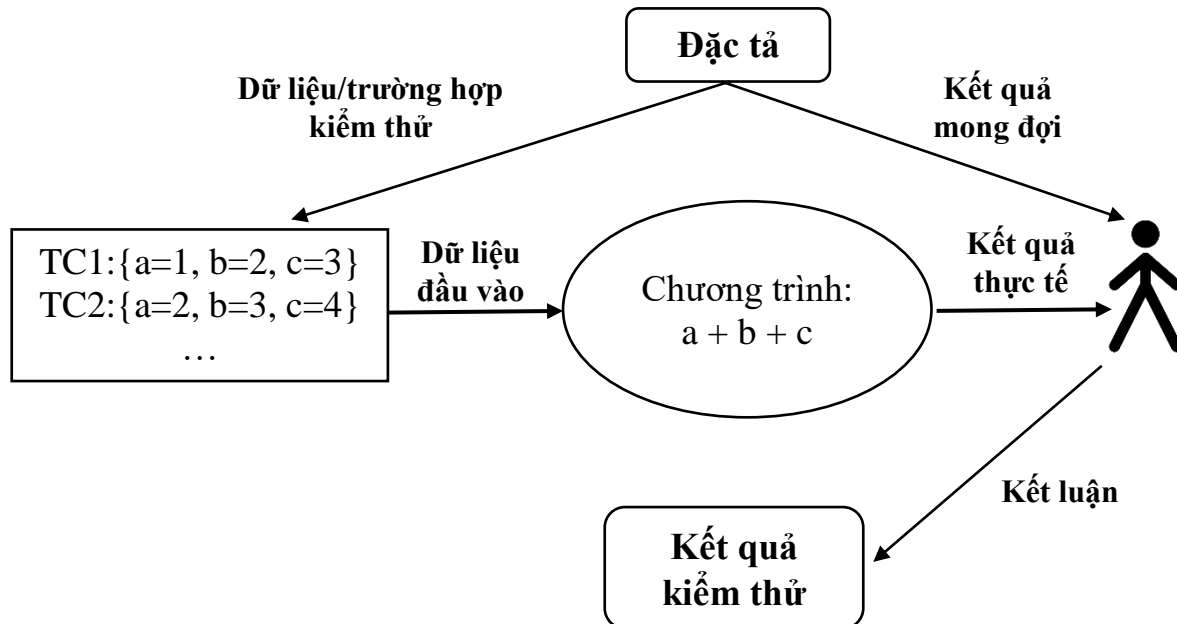 Đặc tả
Dữ liệu/trường hợp
kiểm thử
Kết quả
mong đợi
TC1:{a=1, b=2, c=3}
TC2:{a=2, b=3, c=4}
…
Dữ liệu
đầu vào
Chương trình:
a + b + c
Kết quả
thực tế
Kết luận
Kết quả
kiểm thử